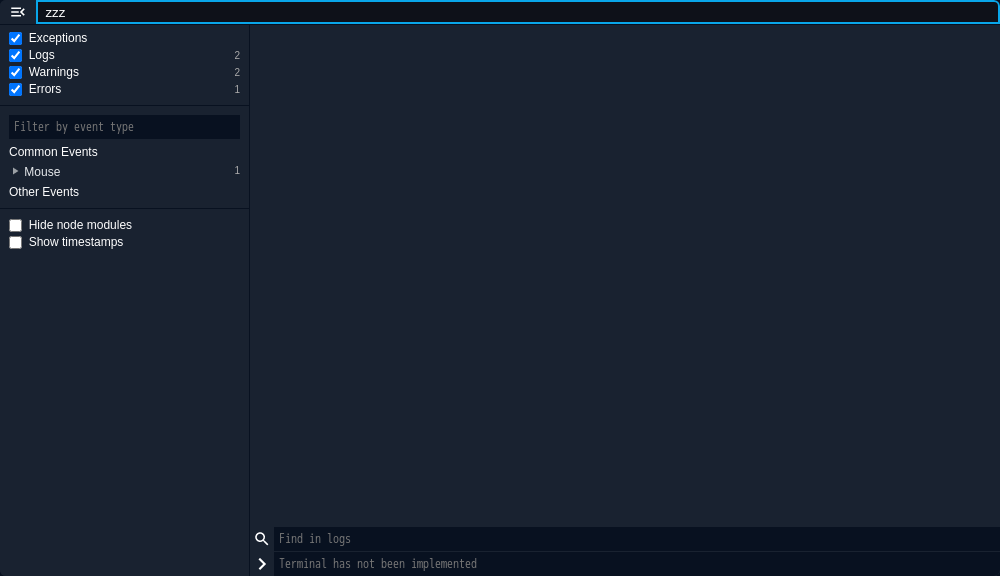 zzz
Exceptions
Logs 2
Warnings 2
Errors 1
Filter by event type
Common Events
Mouse 1
Other Events
Hide node modules
Show timestamps
Find in logs
Terminal has not been implemented